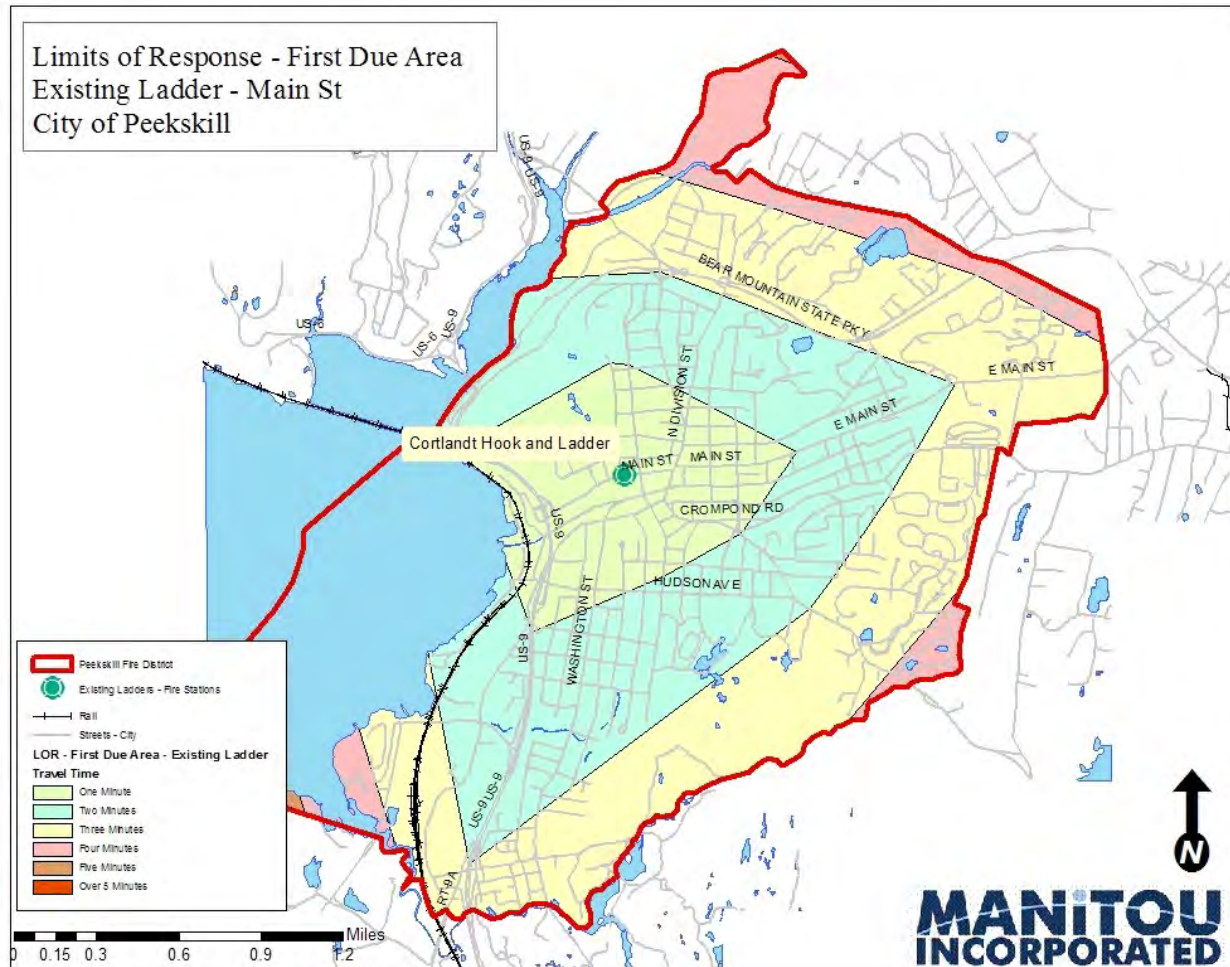 Limits of Response - First Due Area
Existing Ladder - Main St
City of Peekskill
US-9 US-9
US-6
US-6 US-9
BEAR MOUNTAIN STATE PKY
E MAIN ST
N DIVISION ST
E MAIN ST
Cortlandt Hook and Ladder
MAIN ST MAIN ST
CROMPOND RD
US-9
HUDSON AVE
WASHINGTON ST
US-9
US-9 US-9
RT-9A
Peekskill Fire District
Existing Ladders - Fire Stations
Rail
Streets - City
LOR - First Due Area - Existing Ladder
Travel Time
One Minute
Two Minutes
Three Minutes
Four Minutes
Five Minutes
Over 5 Minutes
Miles
0 0.15 0.3 0.6 0.9 1.2
N
MANiTOU
INCORPORATED